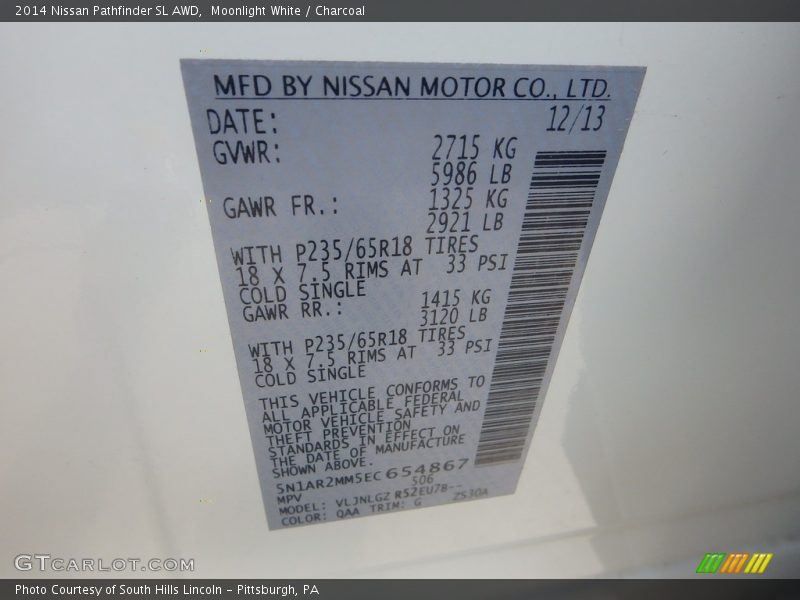 2014 Nissan Pathfinder SL AWD,  Moonlight White / Charcoal
MFD BY NISSAN MOTOR CO., LTD.
DATE: 12/13
GVWR: 2715 KG
5986 LB
GAWR FR.: 1325 KG
2921 LB
WITH P235/65R18 TIRES
18 X 7.5 RIMS AT 33 PSI
COLD SINGLE
GAWR RR.: 1415 KG
3120 LB
WITH P235/65R18 TIRES
18 X 7.5 RIMS AT 33 PSI
COLD SINGLE
THIS VEHICLE CONFORMS TO
ALL APPLICABLE FEDERAL
MOTOR VEHICLE SAFETY AND
THEFT PREVENTION
STANDARDS IN EFFECT ON
THE DATE OF MANUFACTURE
SHOWN ABOVE.
5N1AR2MM5EC 654867
MPV 506
MODEL: VLJNLGZ R52EU7B-- ZS30A
COLOR: QAA TRIM: G
GTCARLOT.COM
Photo Courtesy of South Hills Lincoln – Pittsburgh, PA